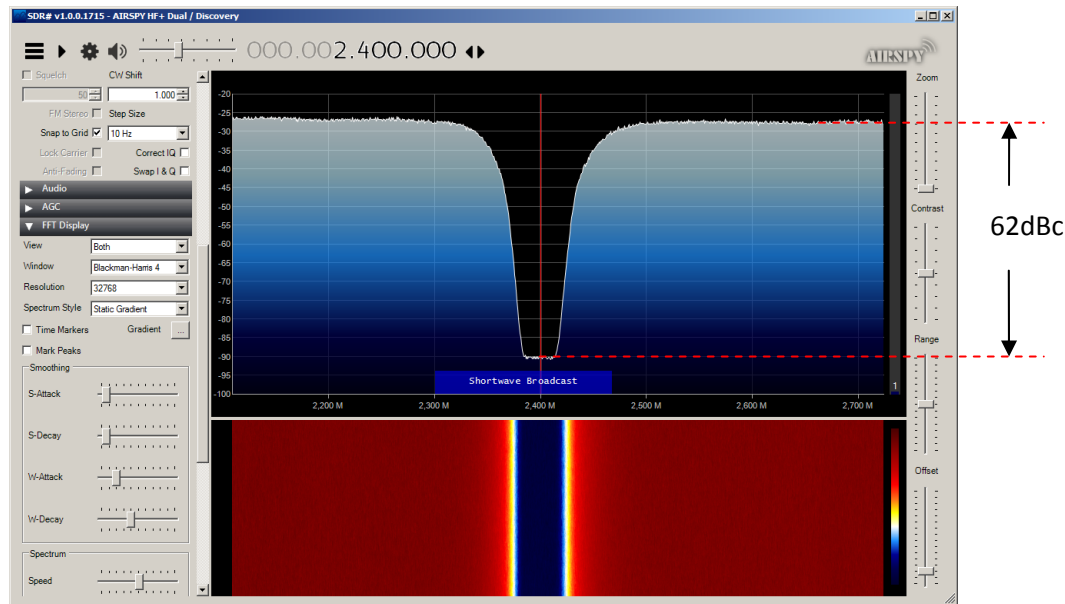 SDR# v1.0.0.1715 - AIRSPY HF+ Dual / Discovery
000.002.400.000
AIRSPY
Squelch CW Shift
50 1.000
FM Stereo Step Size
Snap to Grid 10 Hz
Lock Carrier Correct IQ
Anti-Fading Swap I & Q
Audio
AGC
FFT Display
View Both
Window Blackman-Harris 4
Resolution 32768
Spectrum Style Static Gradient
Time Markers Gradient ...
Mark Peaks
Smoothing
S-Attack
S-Decay
W-Attack
W-Decay
Spectrum
Speed
-20
-25
-30
-35
-40
-45
-50
-55
-60
-65
-70
-75
-80
-85
-90
-95
-100
Shortwave Broadcast
1
2,200 M 2,300 M 2,400 M 2,500 M 2,600 M 2,700 M
Zoom
Contrast
Range
Offset
62dBc